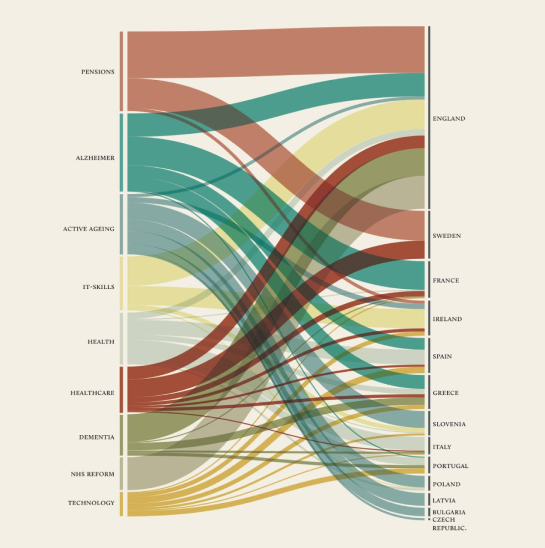 PENSIONS
ALZHEIMER
ACTIVE AGEING
IT-SKILLS
HEALTH
HEALTHCARE
DEMENTIA
NHS REFORM
TECHNOLOGY
ENGLAND
SWEDEN
FRANCE
IRELAND
SPAIN
GREECE
SLOVENIA
ITALY
PORTUGAL
POLAND
LATVIA
BULGARIA
CZECH
REPUBLIC.